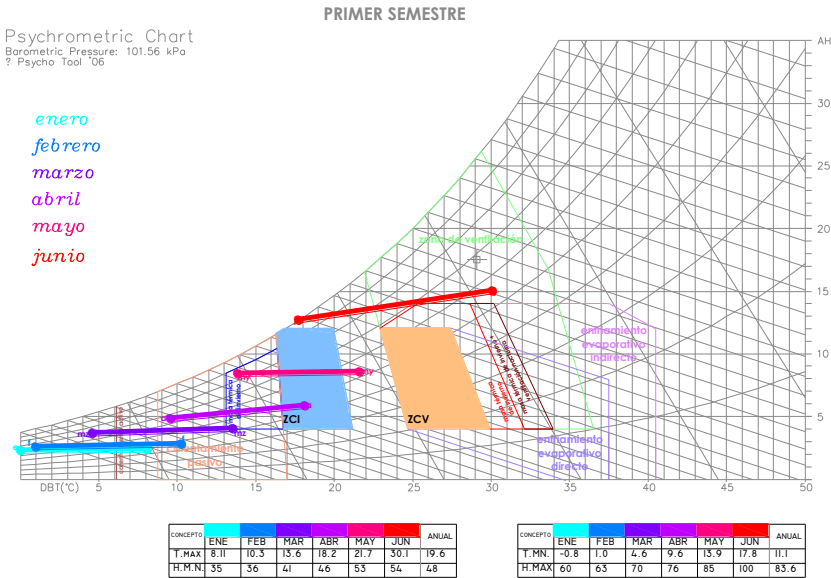 PRIMER SEMESTRE
Psychrometric Chart
Barometric Pressure: 101.56 kPa
? Psycho Tool '06
enero
febrero
marzo
abril
mayo
junio
AH
30
25
20
15
10
5
zona de ventilación
enfriamiento
evaporativo
indirecto
enfriamiento
evaporativo
directo
pasivo
ZCI
ZCV
mz
DBT(°C)
5
10
15
20
25
30
35
40
45
50
CONCEPTO ENE FEB MAR ABR MAY JUN ANUAL
T.MAX 8.11 10.3 13.6 18.2 21.7 30.1 19.6
H.M.N. 35 36 41 46 53 54 48
CONCEPTO ENE FEB MAR ABR MAY JUN ANUAL
T.MN. -0.8 1.0 4.6 9.6 13.9 17.8 11.1
H.MAX 60 63 70 76 85 100 83.6